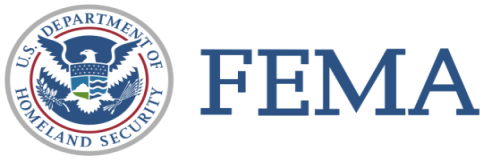 U.S. DEPARTMENT OF
HOMELAND SECURITY
FEMA